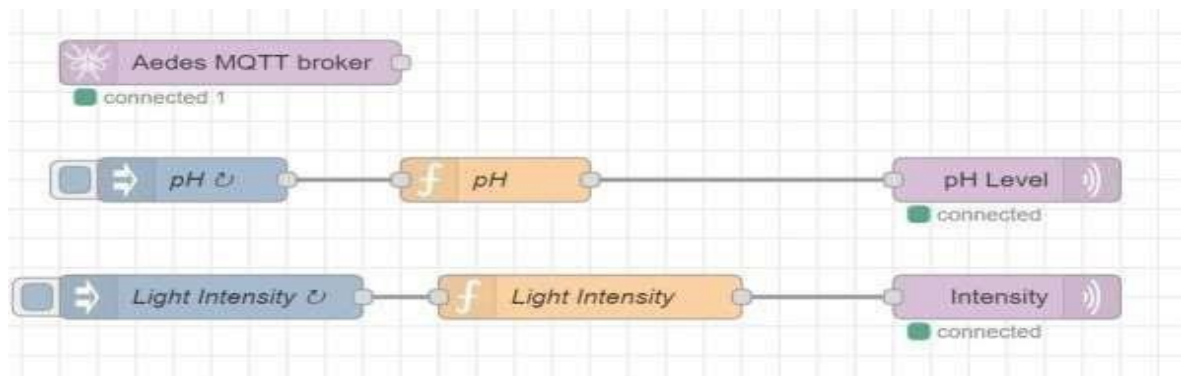 Aedes MQTT broker
connected 1
pH ↻ pH pH Level
connected
Light Intensity ↻ Light Intensity Intensity
connected